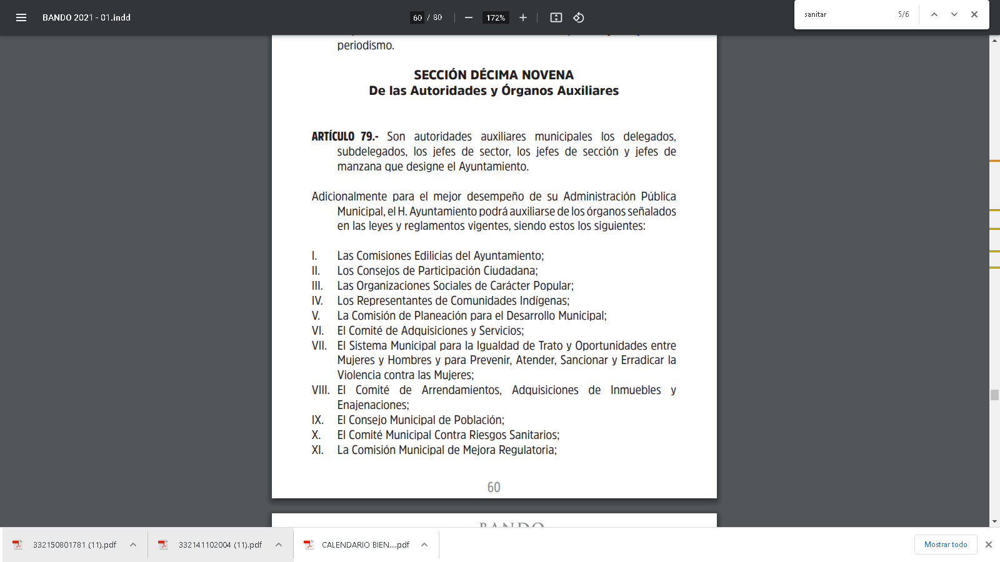 BANDO 2021 - 01.indd
60 / 80
172%
sanitar
5/6
periodismo.
SECCIÓN DÉCIMA NOVENA
De las Autoridades y Órganos Auxiliares
ARTÍCULO 79.- Son autoridades auxiliares municipales los delegados,
subdelegados, los jefes de sector, los jefes de sección y jefes de
manzana que designe el Ayuntamiento.
Adicionalmente para el mejor desempeño de su Administración Pública
Municipal, el H. Ayuntamiento podrá auxiliarse de los órganos señalados
en las leyes y reglamentos vigentes, siendo estos los siguientes:
I. Las Comisiones Edilicias del Ayuntamiento;
II. Los Consejos de Participación Ciudadana;
III. Las Organizaciones Sociales de Carácter Popular;
IV. Los Representantes de Comunidades Indígenas;
V. La Comisión de Planeación para el Desarrollo Municipal;
VI. El Comité de Adquisiciones y Servicios;
VII. El Sistema Municipal para la Igualdad de Trato y Oportunidades entre
Mujeres y Hombres y para Prevenir, Atender, Sancionar y Erradicar la
Violencia contra las Mujeres;
VIII. El Comité de Arrendamientos, Adquisiciones de Inmuebles y
Enajenaciones;
IX. El Consejo Municipal de Población;
X. El Comité Municipal Contra Riesgos Sanitarios;
XI. La Comisión Municipal de Mejora Regulatoria;
60
BANDO
332150801781 (11).pdf
332141102004 (11).pdf
CALENDARIO BIEN....pdf
Mostrar todo